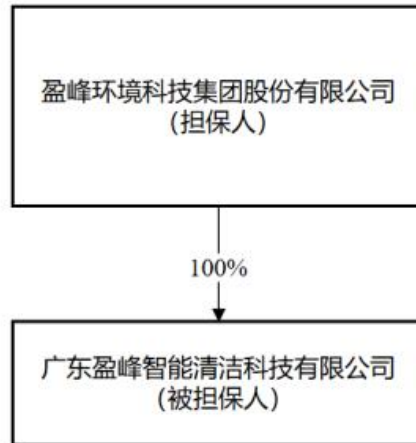 盈峰环境科技集团股份有限公司
（担保人）
100%
广东盈峰智能清洁科技有限公司
（被担保人）